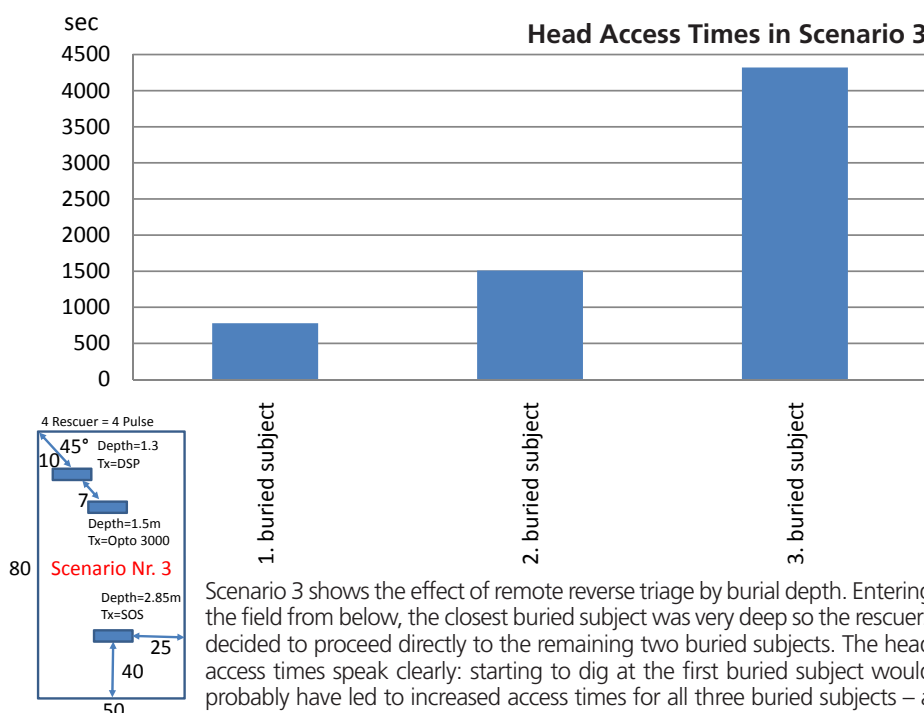 sec
Head Access Times in Scenario 3
4500
4000
3500
3000
2500
2000
1500
1000
500
0
1. buried subject
2. buried subject
3. buried subject
4 Rescuer = 4 Pulse
45°
Depth=1.3
10
Tx=DSP
7
Depth=1.5m
Tx=Opto 3000
80
Scenario Nr. 3
Depth=2.85m
Tx=SOS
25
40
50
Scenario 3 shows the effect of remote reverse triage by burial depth. Entering
the field from below, the closest buried subject was very deep so the rescuer
decided to proceed directly to the remaining two buried subjects. The head
access times speak clearly: starting to dig at the first buried subject would
probably have led to increased access times for all three buried subjects – a